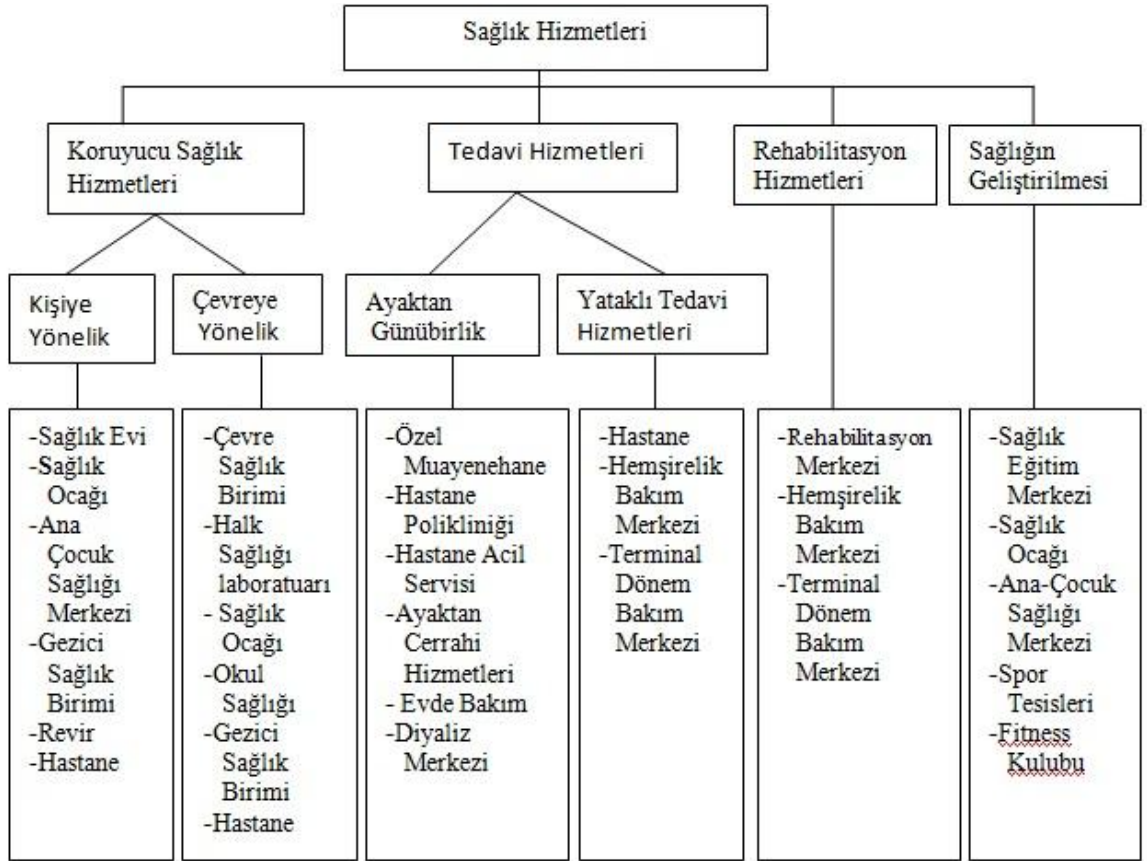 Sağlık Hizmetleri
Koruyucu Sağlık
Hizmetleri
Tedavi Hizmetleri
Rehabilitasyon
Hizmetleri
Sağlığın
Geliştirilmesi
Kişiye
Yönelik
Çevreye
Yönelik
Ayaktan
Günübirlik
Yataklı Tedavi
Hizmetleri
-Sağlık Evi
-Sağlık
Ocağı
-Ana
Çocuk
Sağlığı
Merkezi
-Gezici
Sağlık
Birimi
-Revir
-Hastane
-Çevre
Sağlık
Birimi
-Halk
Sağlığı
laboratuarı
- Sağlık
Ocağı
-Okul
Sağlığı
-Gezici
Sağlık
Birimi
-Hastane
-Özel
Muayenehane
-Hastane
Polikliniği
-Hastane Acil
Servisi
-Ayaktan
Cerrahi
Hizmetleri
- Evde Bakım
-Diyaliz
Merkezi
-Hastane
-Hemşirelik
Bakım
Merkezi
-Terminal
Dönem
Bakım
Merkezi
-Rehabilitasyon
Merkezi
-Hemşirelik
Bakım
Merkezi
-Terminal
Dönem
Bakım
Merkezi
-Sağlık
Eğitim
Merkezi
-Sağlık
Ocağı
-Ana-Çocuk
Sağlığı
Merkezi
-Spor
Tesisleri
-Fitness
Kulubu